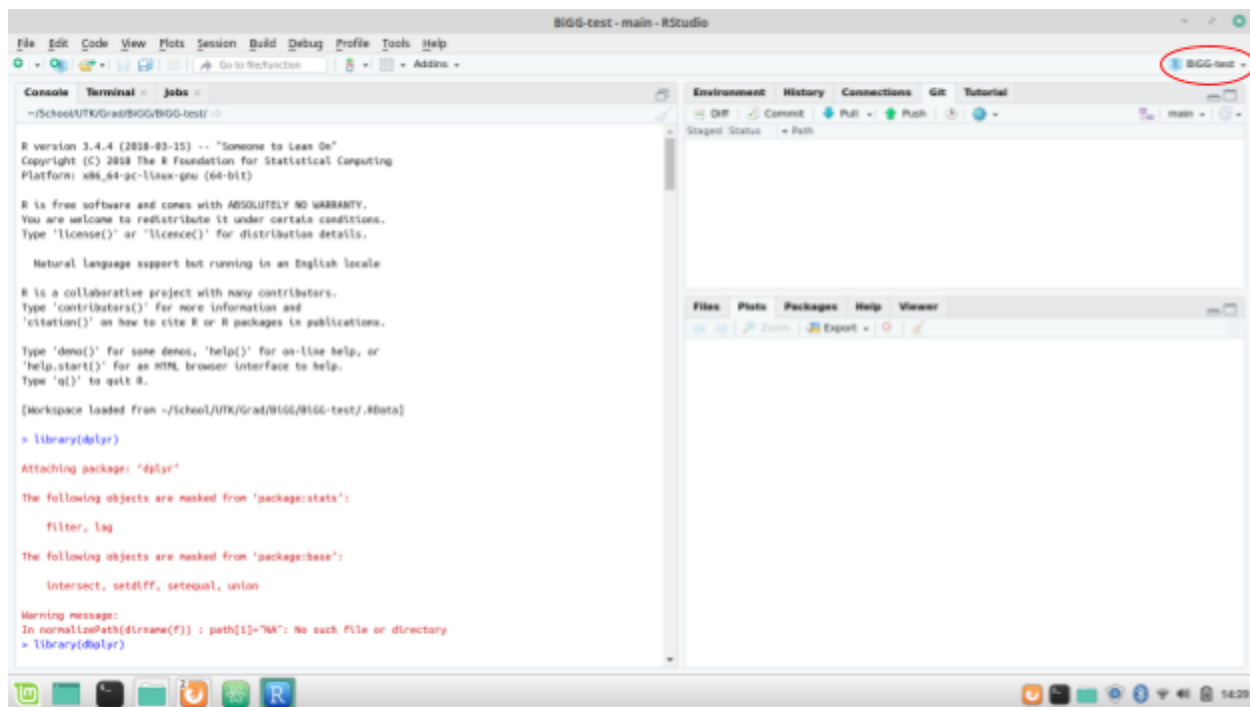 BiGG-test - main - RStudio
File Edit Code View Plots Session Build Debug Profile Tools Help
Go to file/function Addins BiGG-test
Console Terminal Jobs
~/School/UTK/Grad/BiGG/BiGG-test/
R version 3.4.4 (2018-03-15) -- "Someone to Lean On"
Copyright (C) 2018 The R Foundation for Statistical Computing
Platform: x86_64-pc-linux-gnu (64-bit)
R is free software and comes with ABSOLUTELY NO WARRANTY.
You are welcome to redistribute it under certain conditions.
Type 'license()' or 'licence()' for distribution details.
Natural language support but running in an English locale
R is a collaborative project with many contributors.
Type 'contributors()' for more information and
'citation()' on how to cite R or R packages in publications.
Type 'demo()' for some demos, 'help()' for on-line help, or
'help.start()' for an HTML browser interface to help.
Type 'q()' to quit R.
[Workspace loaded from ~/School/UTK/Grad/BiGG/BiGG-test/.RData]
> library(dplyr)
Attaching package: ‘dplyr’
The following objects are masked from ‘package:stats’:
filter, lag
The following objects are masked from ‘package:base’:
intersect, setdiff, setequal, union
Warning message:
In normalizePath(dirname(f)) : path[1]="NA": No such file or directory
> library(dbplyr)
Environment History Connections Git Tutorial
Diff Commit Pull Push main
Staged Status Path
Files Plots Packages Help Viewer
Zoom Export
2
R
14:39